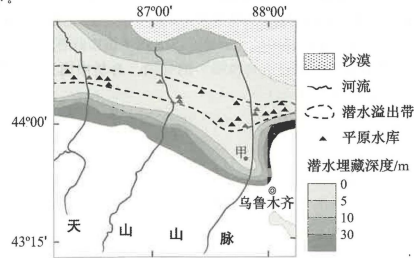 87°00′ 88°00′
44°00′
43°15′
甲
乌鲁木齐
天 山 山 脉
沙漠
河流
潜水溢出带
平原水库
潜水埋藏深度/m
0
5
10
30